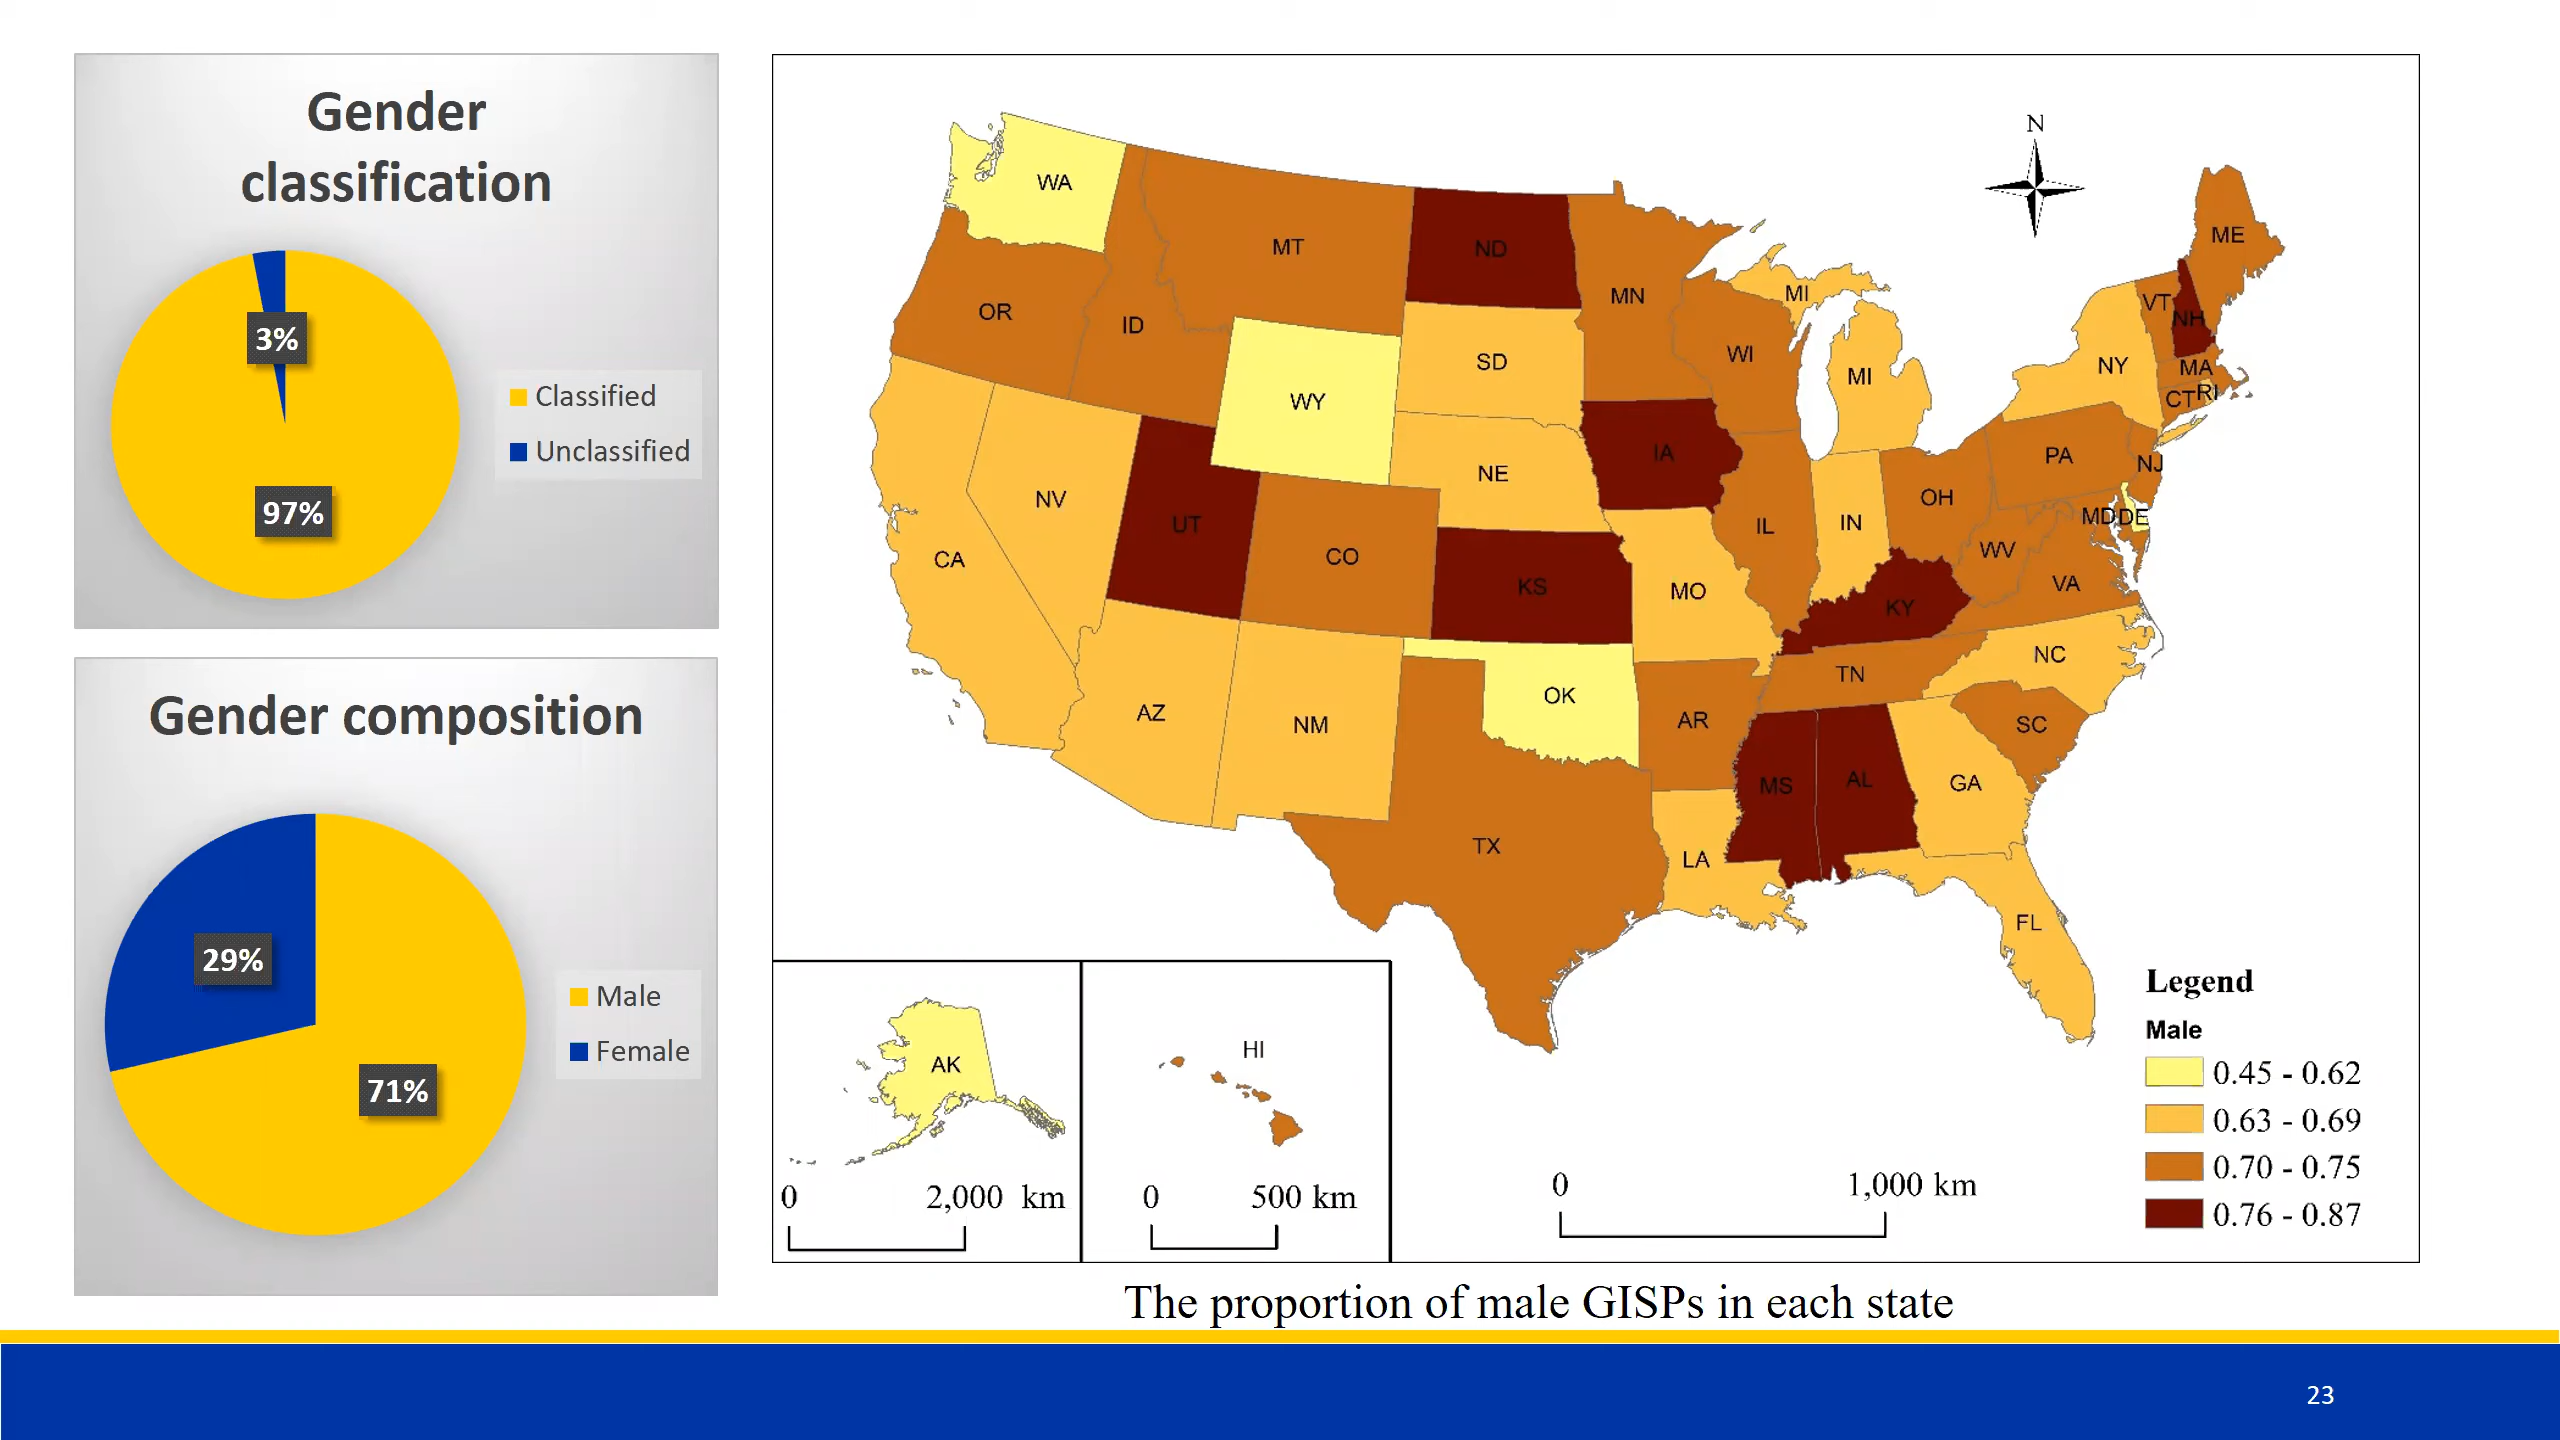 Gender
classification
3%
97%
Classified
Unclassified
Gender composition
29%
71%
Male
Female
N
WA
MT
ND
MN
ME
OR
ID
WY
SD
WI
MI
MI
VT
NH
NY
MA
CT
RI
NV
UT
CO
NE
IA
IL
IN
OH
PA
NJ
MD
DE
CA
KS
MO
KY
WV
VA
AZ
NM
OK
AR
TN
NC
SC
TX
LA
MS
AL
GA
FL
AK
HI
0 2,000 km
0 500 km
0 1,000 km
Legend
Male
0.45 - 0.62
0.63 - 0.69
0.70 - 0.75
0.76 - 0.87
The proportion of male GISPs in each state
23